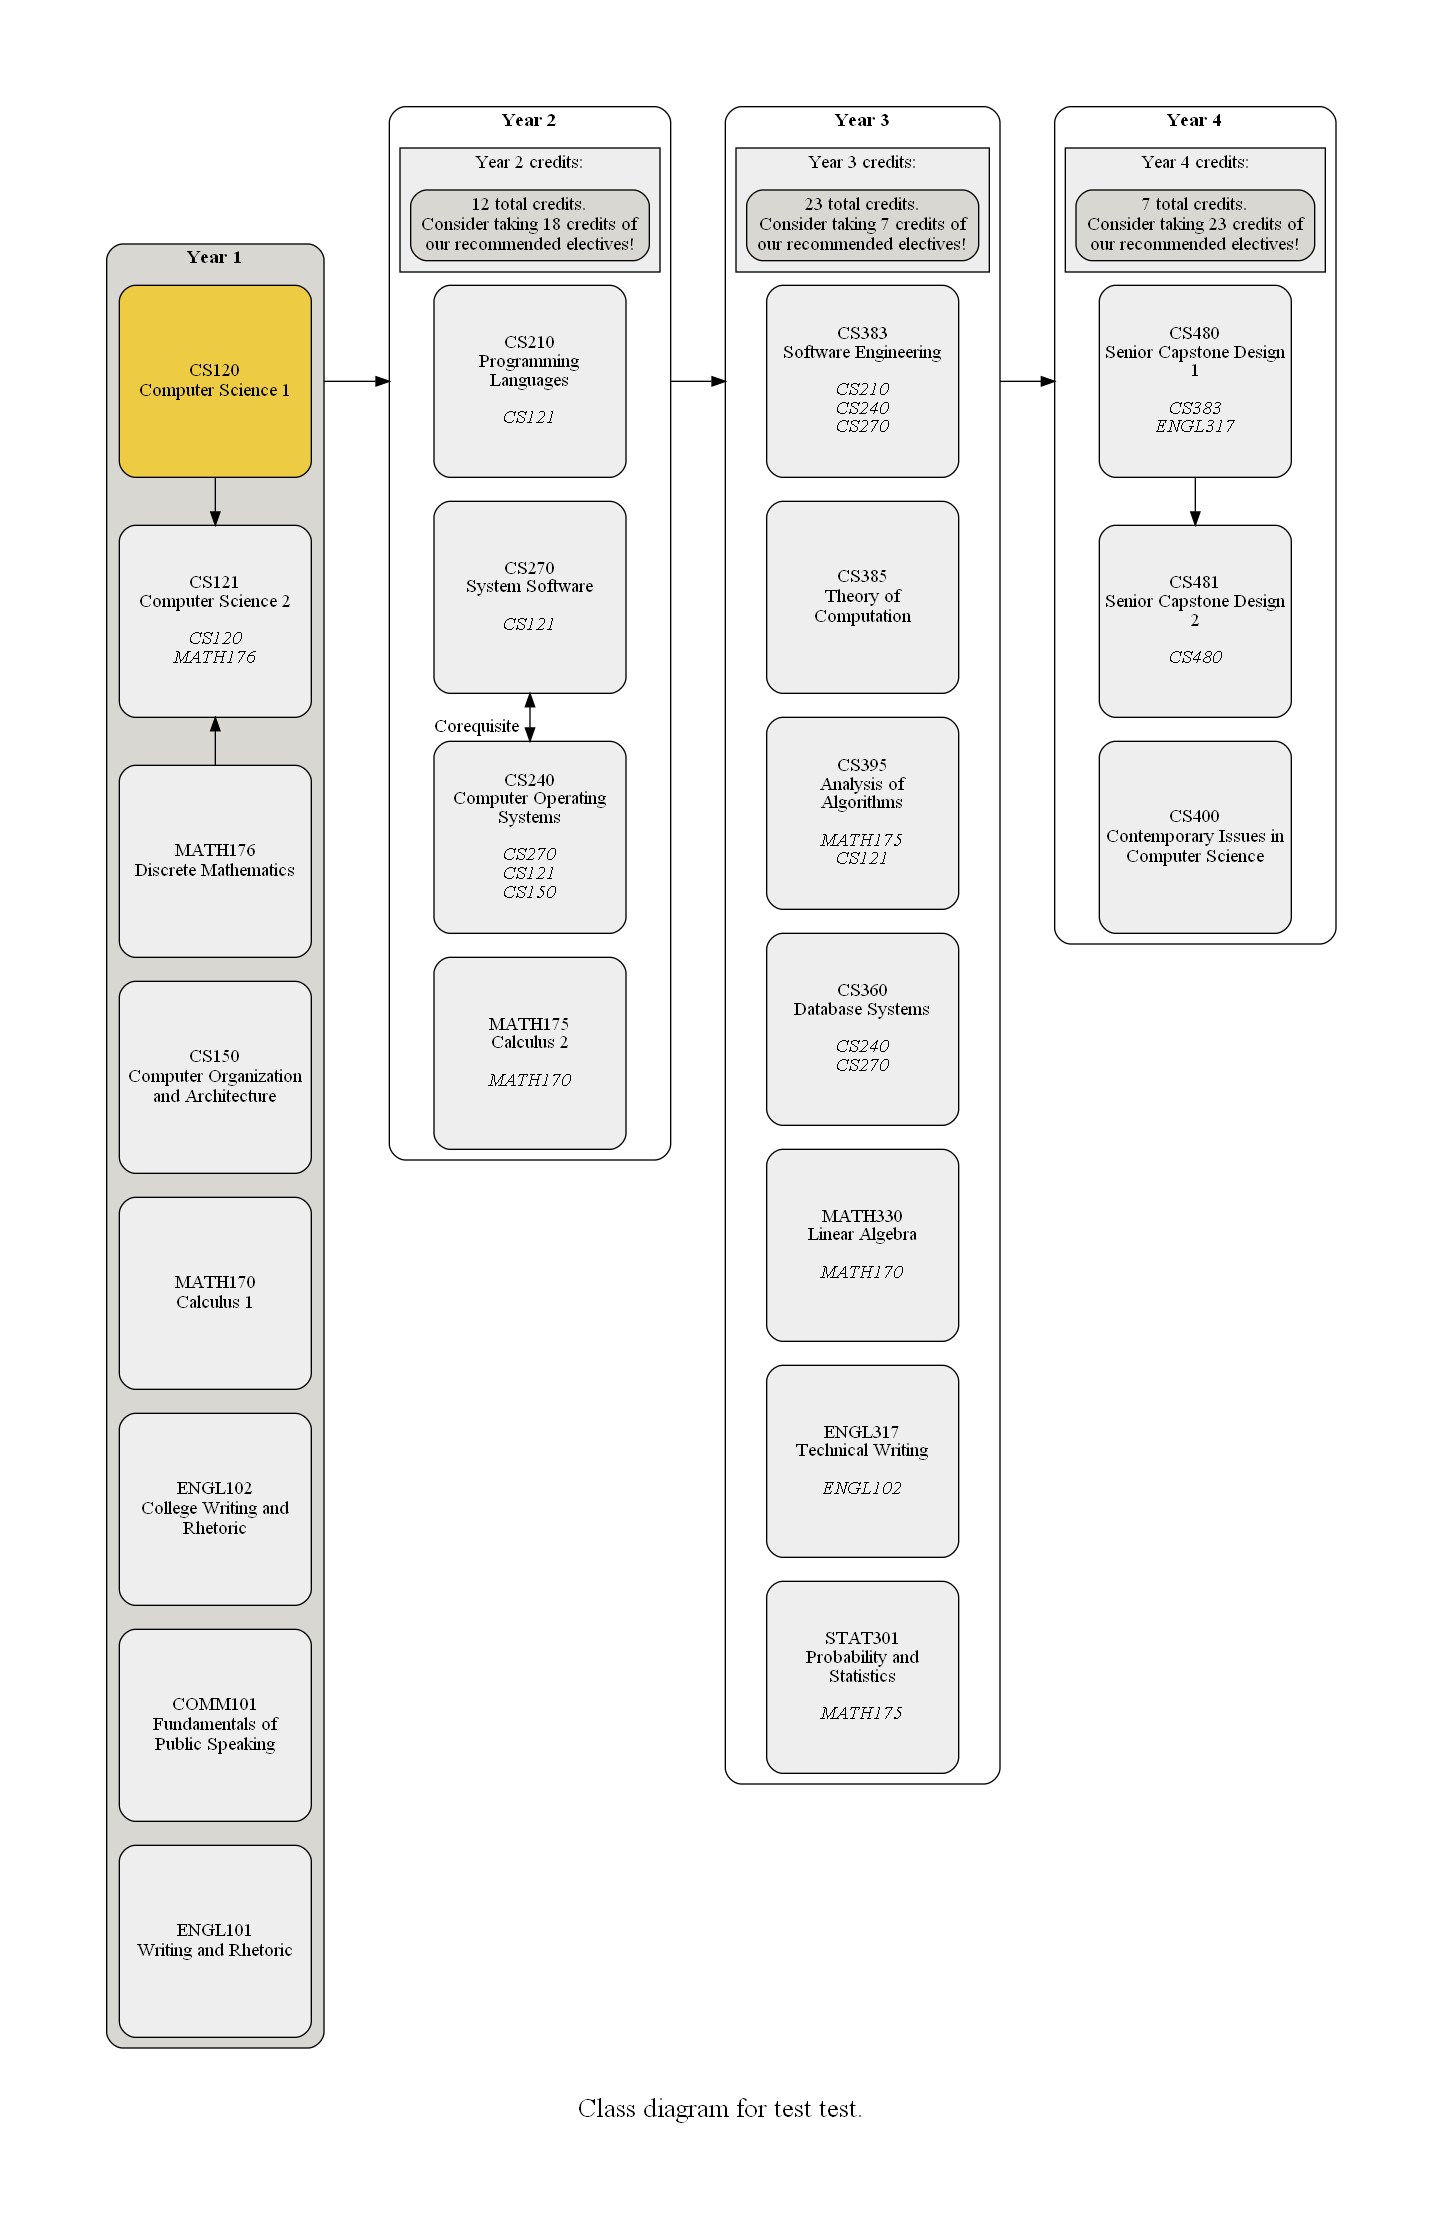 Year 1
CS120
Computer Science 1
CS121
Computer Science 2
CS120
MATH176
MATH176
Discrete Mathematics
CS150
Computer Organization
and Architecture
MATH170
Calculus 1
ENGL102
College Writing and
Rhetoric
COMM101
Fundamentals of
Public Speaking
ENGL101
Writing and Rhetoric
Year 2
Year 2 credits:
12 total credits.
Consider taking 18 credits of
our recommended electives!
CS210
Programming
Languages
CS121
CS270
System Software
CS121
Corequisite
CS240
Computer Operating
Systems
CS270
CS121
CS150
MATH175
Calculus 2
MATH170
Year 3
Year 3 credits:
23 total credits.
Consider taking 7 credits of
our recommended electives!
CS383
Software Engineering
CS210
CS240
CS270
CS385
Theory of
Computation
CS395
Analysis of
Algorithms
MATH175
CS121
CS360
Database Systems
CS240
CS270
MATH330
Linear Algebra
MATH170
ENGL317
Technical Writing
ENGL102
STAT301
Probability and
Statistics
MATH175
Year 4
Year 4 credits:
7 total credits.
Consider taking 23 credits of
our recommended electives!
CS480
Senior Capstone Design
1
CS383
ENGL317
CS481
Senior Capstone Design
2
CS480
CS400
Contemporary Issues in
Computer Science
Class diagram for test test.